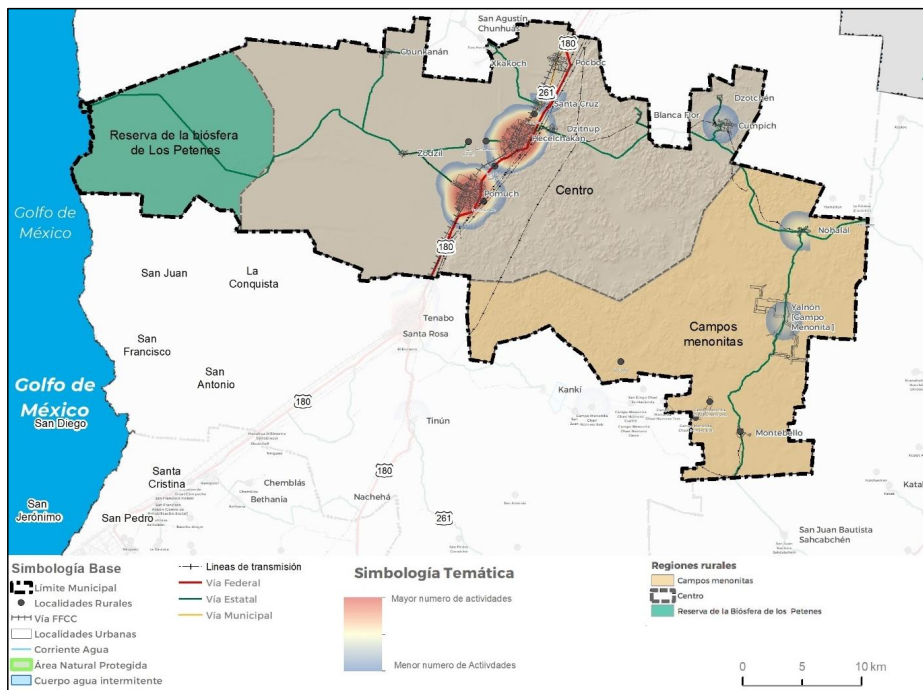 San Agustín
Chunhuas
180
Chunkanán
Xkakoch
Pocboc
261
Santa Cruz
Dzitnup
Hecelchakán
Blanca Flor
Dzotchén
Cumpich
Reserva de la biósfera
de Los Petenes
Zodzil
Pomuch
Centro
180
Nohalal
Golfo de
México
San Juan
La
Conquista
Yalnón
[Campo
Menonita]
Tenabo
Santa Rosa
Campos
menonitas
San
Francisco
San
Antonio
Kankí
Golfo de
México
San Diego
180
Tinún
Montebello
Santa
Cristina
180
Chemblás
Bethania
Nachehá
San
Jerónimo
San Pedro
261
San Juan Bautista
Sahcabchén
Simbología Base
Límite Municipal
Localidades Rurales
Vía FFCC
Localidades Urbanas
Corriente Agua
Área Natural Protegida
Cuerpo agua intermitente
Lineas de transmisión
Vía Federal
Vía Estatal
Vía Municipal
Simbología Temática
Mayor numero de actividades
Menor numero de Actiivdades
Regiones rurales
Campos menonitas
Centro
Reserva de la Biósfera de los Petenes
0 5 10 km